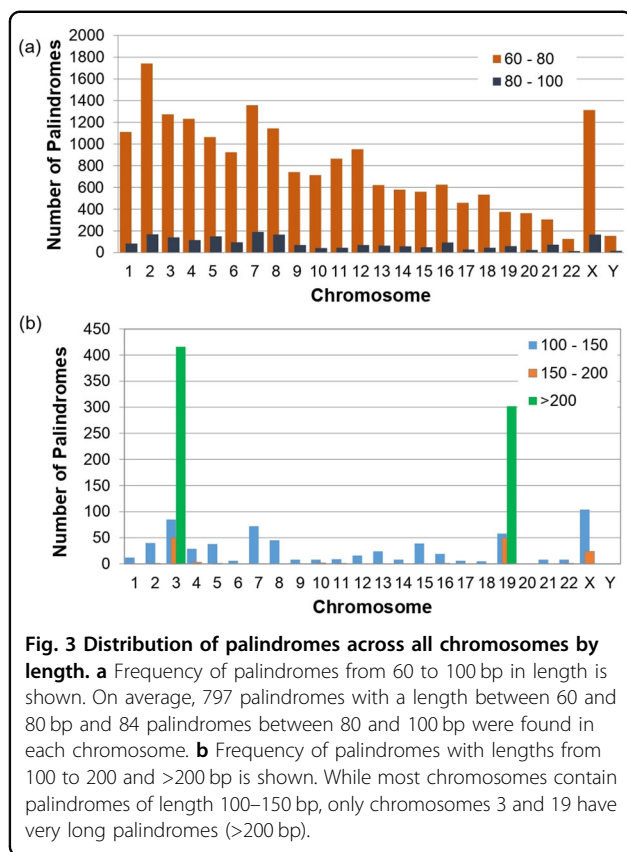 (a)
Number of Palindromes
2000
1800
1600
1400
1200
1000
800
600
400
200
0
60 - 80
80 - 100
1 2 3 4 5 6 7 8 9 10 11 12 13 14 15 16 17 18 19 20 21 22 X Y
Chromosome
(b)
Number of Palindromes
450
400
350
300
250
200
150
100
50
0
100 - 150
150 - 200
>200
1 2 3 4 5 6 7 8 9 10 11 12 13 14 15 16 17 18 19 20 21 22 X Y
Chromosome
Fig. 3 Distribution of palindromes across all chromosomes by
length. a Frequency of palindromes from 60 to 100 bp in length is
shown. On average, 797 palindromes with a length between 60 and
80 bp and 84 palindromes between 80 and 100 bp were found in
each chromosome. b Frequency of palindromes with lengths from
100 to 200 and >200 bp is shown. While most chromosomes contain
palindromes of length 100–150 bp, only chromosomes 3 and 19 have
very long palindromes (>200 bp).